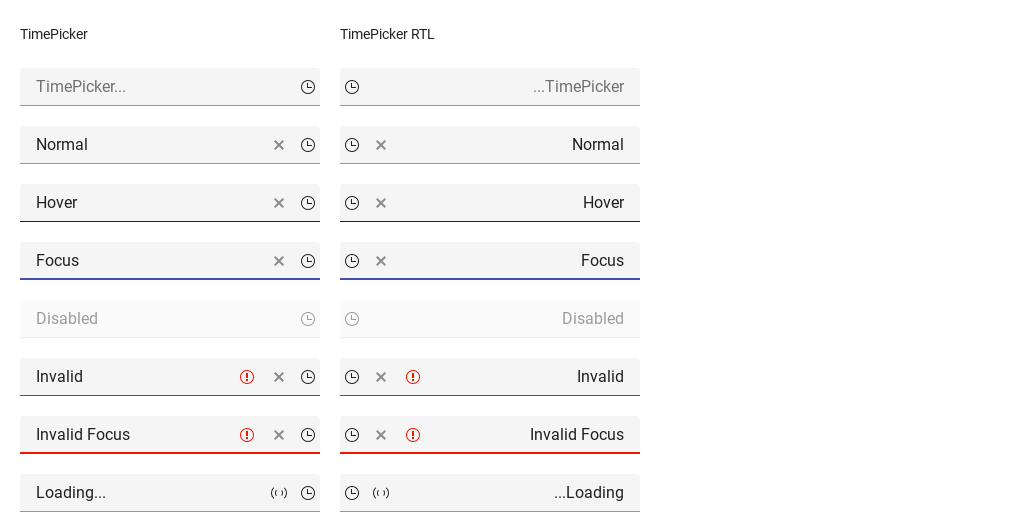 TimePicker
TimePicker RTL
TimePicker...
...TimePicker
Normal
Normal
Hover
Hover
Focus
Focus
Disabled
Disabled
Invalid
Invalid
Invalid Focus
Invalid Focus
Loading...
...Loading